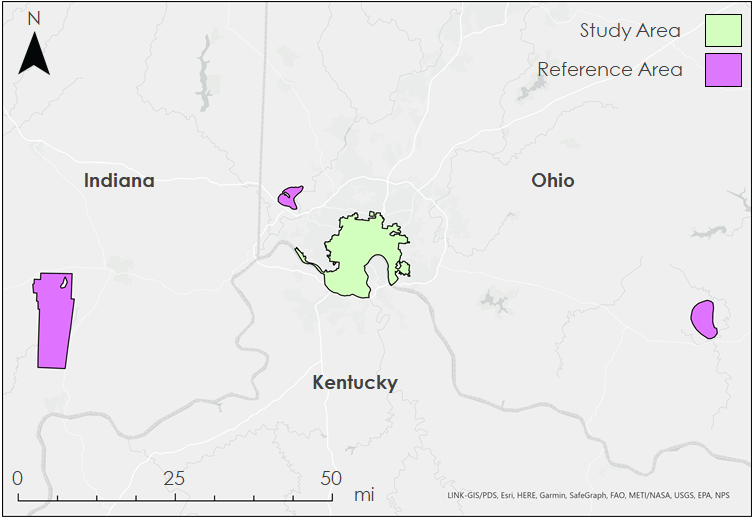 N
Study Area
Reference Area
Indiana
Ohio
Kentucky
0 25 50
mi
LINK-GIS/PDS, Esri, HERE, Garmin, SafeGraph, FAO, METI/NASA, USGS, EPA, NPS